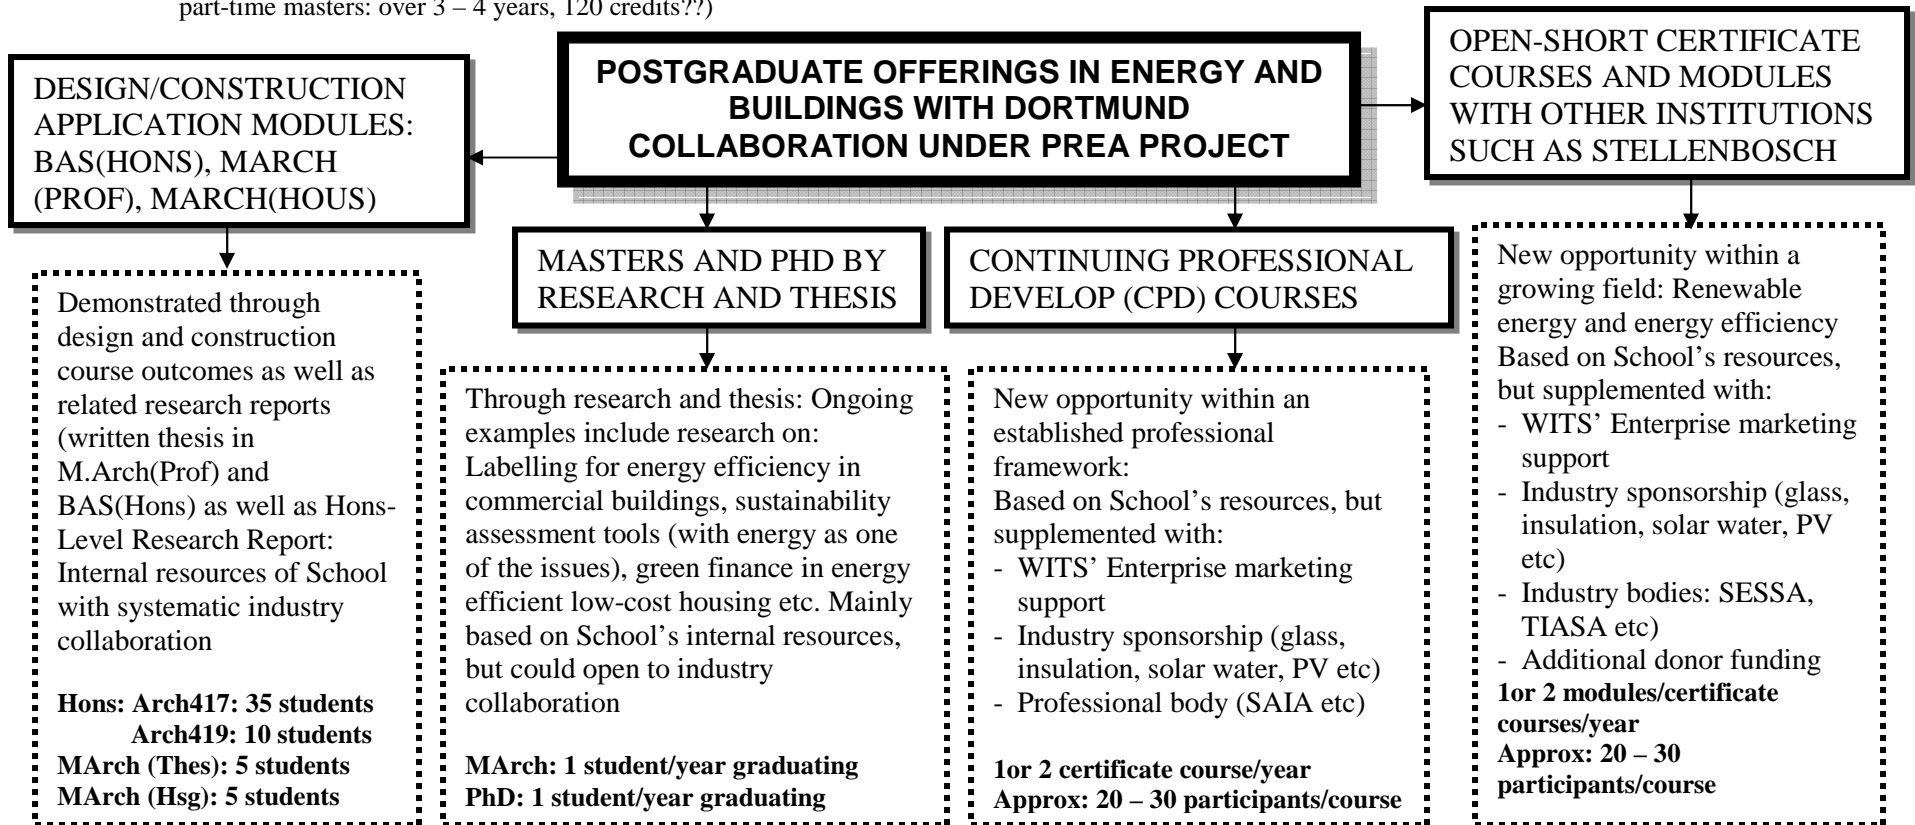 part-time masters: over 3 – 4 years, 120 credits??)
POSTGRADUATE OFFERINGS IN ENERGY AND
BUILDINGS WITH DORTMUND
COLLABORATION UNDER PREA PROJECT
DESIGN/CONSTRUCTION
APPLICATION MODULES:
BAS(HONS), MARCH
(PROF), MARCH(HOUS)
Demonstrated through
design and construction
course outcomes as well as
related research reports
(written thesis in
M.Arch(Prof) and
BAS(Hons) as well as Hons-
Level Research Report:
Internal resources of School
with systematic industry
collaboration
Hons: Arch417: 35 students
Arch419: 10 students
MArch (Thes): 5 students
MArch (Hsg): 5 students
MASTERS AND PHD BY
RESEARCH AND THESIS
Through research and thesis: Ongoing
examples include research on:
Labelling for energy efficiency in
commercial buildings, sustainability
assessment tools (with energy as one
of the issues), green finance in energy
efficient low-cost housing etc. Mainly
based on School’s internal resources,
but could open to industry
collaboration
MArch: 1 student/year graduating
PhD: 1 student/year graduating
CONTINUING PROFESSIONAL
DEVELOP (CPD) COURSES
New opportunity within an
established professional
framework:
Based on School’s resources, but
supplemented with:
- WITS’ Enterprise marketing
support
- Industry sponsorship (glass,
insulation, solar water, PV etc)
- Professional body (SAIA etc)
1or 2 certificate course/year
Approx: 20 – 30 participants/course
OPEN-SHORT CERTIFICATE
COURSES AND MODULES
WITH OTHER INSTITUTIONS
SUCH AS STELLENBOSCH
New opportunity within a
growing field: Renewable
energy and energy efficiency
Based on School’s resources,
but supplemented with:
- WITS’ Enterprise marketing
support
- Industry sponsorship (glass,
insulation, solar water, PV
etc)
- Industry bodies: SESSA,
TIASA etc)
- Additional donor funding
1or 2 modules/certificate
courses/year
Approx: 20 – 30
participants/course